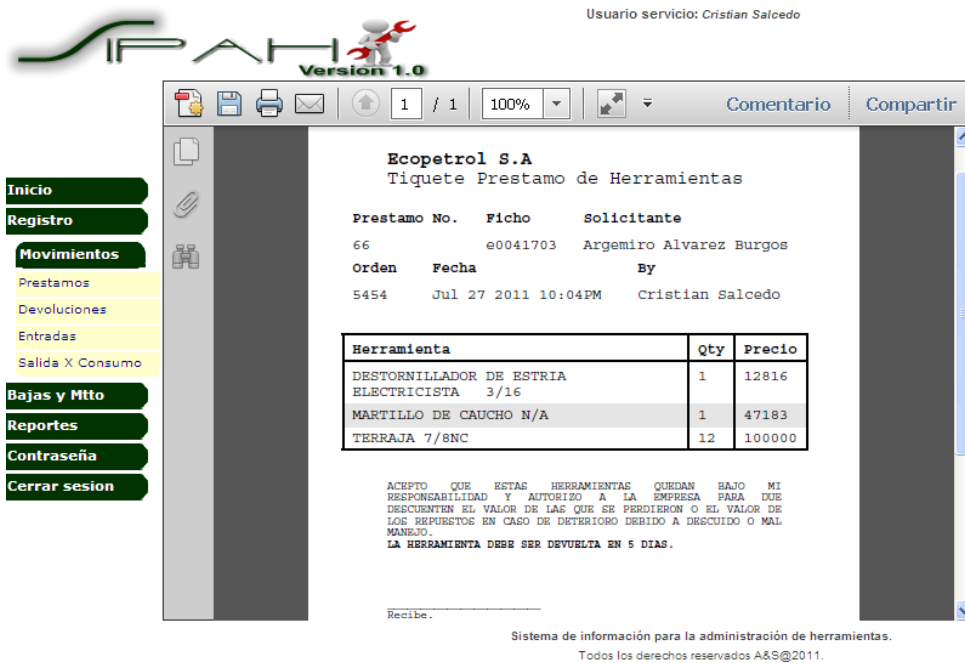 Usuario servicio: Cristian Salcedo
SIPAH
Version 1.0
1 / 1 100% Comentario Compartir
Inicio
Registro
Movimientos
Prestamos
Devoluciones
Entradas
Salida X Consumo
Bajas y Mtto
Reportes
Contraseña
Cerrar sesion
Ecopetrol S.A
Tiquete Prestamo de Herramientas
Prestamo No. Ficho Solicitante
66 e0041703 Argemiro Alvarez Burgos
Orden Fecha By
5454 Jul 27 2011 10:04PM Cristian Salcedo
Herramienta Qty Precio
DESTORNILLADOR DE ESTRIA 1 12816
ELECTRICISTA 3/16
MARTILLO DE CAUCHO N/A 1 47183
TERRAJA 7/8NC 12 100000
ACEPTO QUE ESTAS HERRAMIENTAS QUEDAN BAJO MI
RESPONSABILIDAD Y AUTORIZO A LA EMPRESA PARA DUE
DESCUENTEN EL VALOR DE LAS QUE SE PERDIERON O EL VALOR DE
LOS REPUESTOS EN CASO DE DETERIORO DEBIDO A DESCUIDO O MAL
MANEJO.
LA HERRAMIENTA DEBE SER DEVUELTA EN 5 DIAS.
Recibe.
Sistema de información para la administración de herramientas.
Todos los derechos reservados A&S@2011.